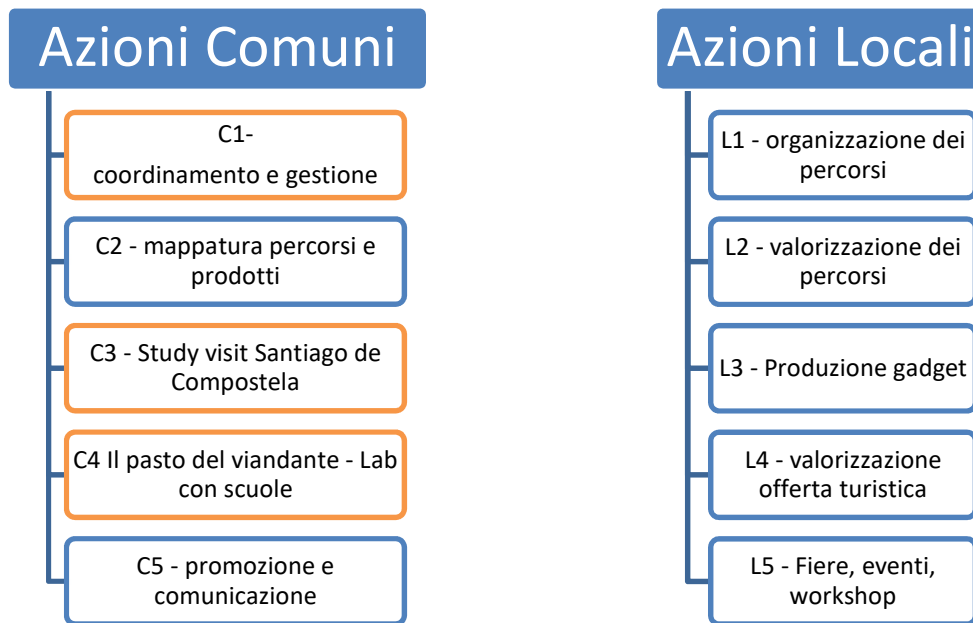 Azioni Comuni
C1-
coordinamento e gestione
C2 - mappatura percorsi e
prodotti
C3 - Study visit Santiago de
Compostela
C4 Il pasto del viandante - Lab
con scuole
C5 - promozione e
comunicazione
Azioni Locali
L1 - organizzazione dei
percorsi
L2 - valorizzazione dei
percorsi
L3 - Produzione gadget
L4 - valorizzazione
offerta turistica
L5 - Fiere, eventi,
workshop